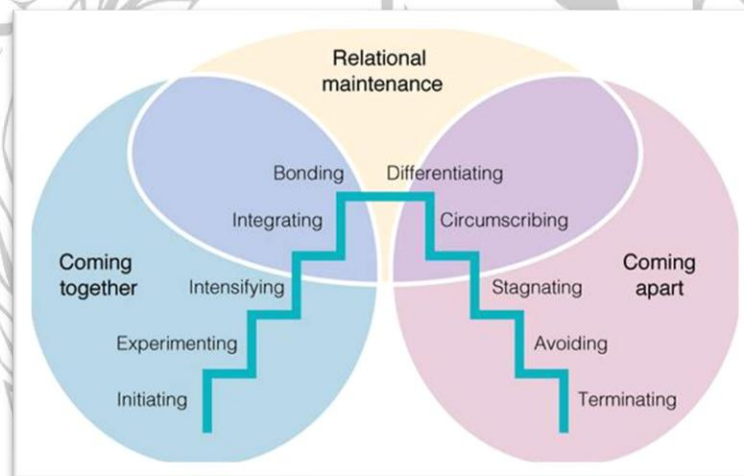 Relational
maintenance
Bonding
Differentiating
Integrating
Circumscribing
Coming
together
Coming
apart
Intensifying
Stagnating
Experimenting
Avoiding
Initiating
Terminating